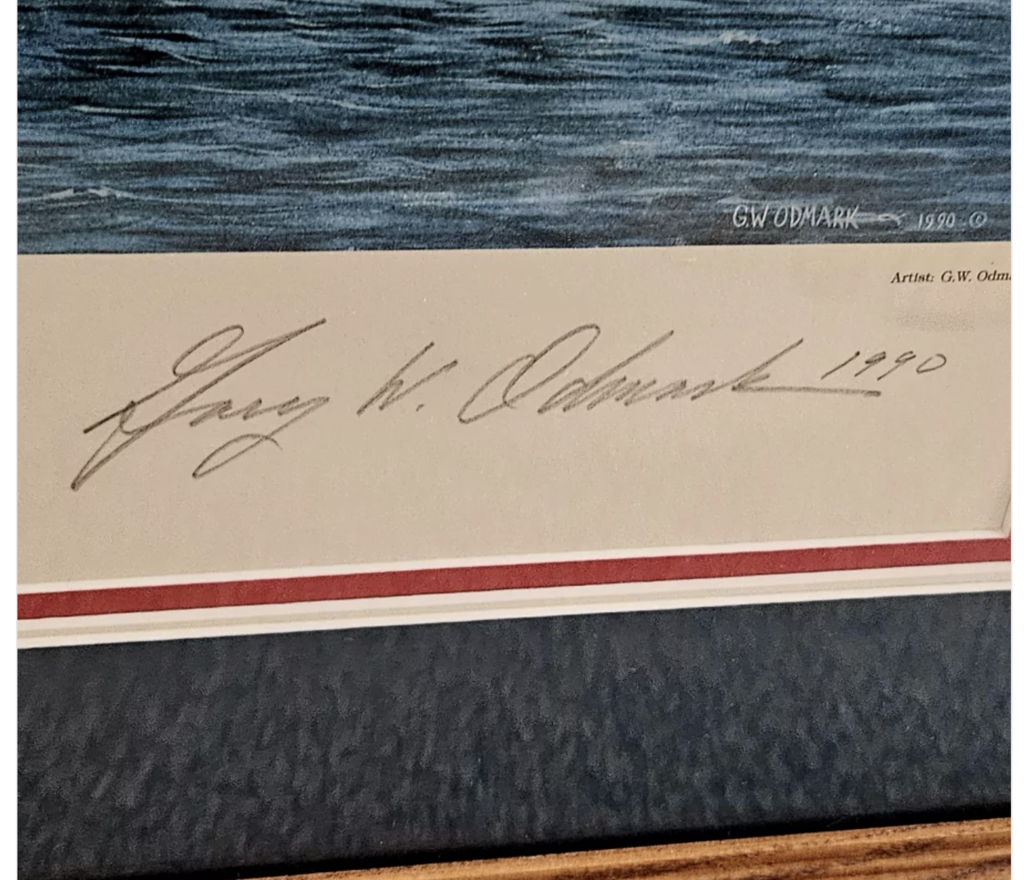 G.W ODMARK 1990 ©
Artist: G.W. Odm
Gary W. Odmark 1990